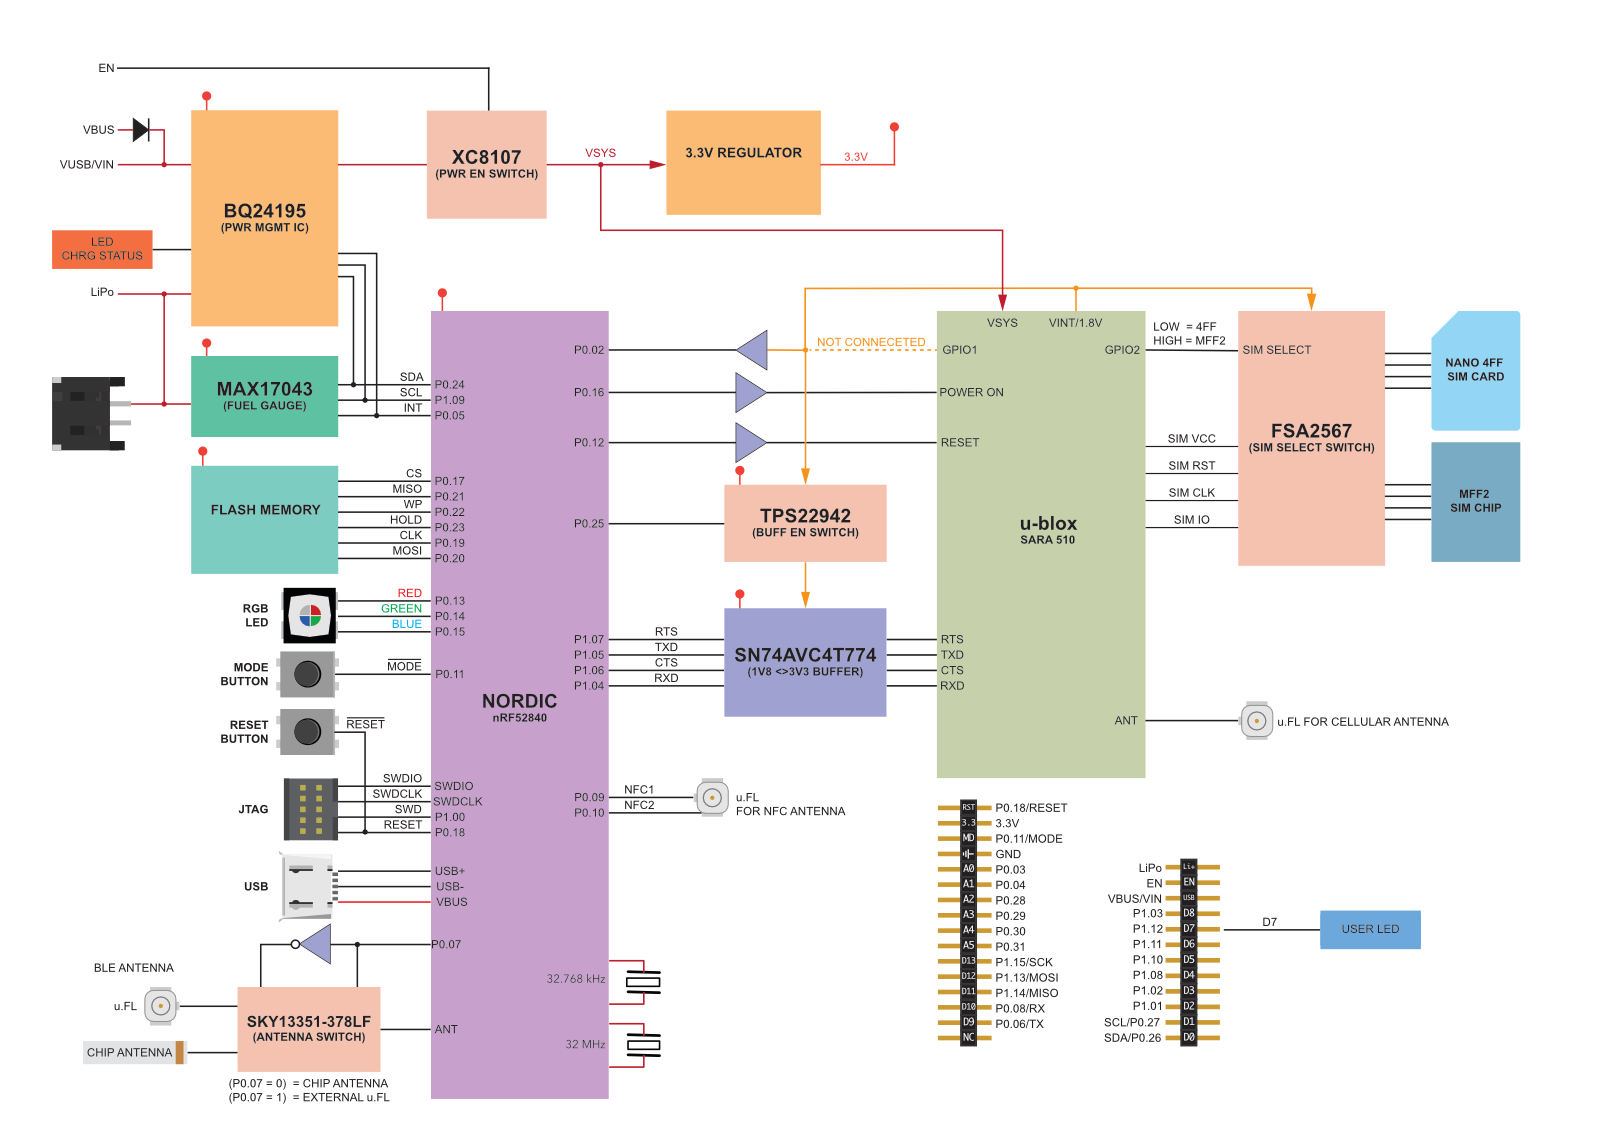 EN
VBUS
VUSB/VIN
BQ24195
(PWR MGMT IC)
XC8107
(PWR EN SWITCH)
VSYS
3.3V REGULATOR
3.3V
LED
CHRG STATUS
LiPo
MAX17043
(FUEL GAUGE)
SDA
SCL
INT
FLASH MEMORY
CS
MISO
WP
HOLD
CLK
MOSI
RGB
LED
RED
GREEN
BLUE
MODE
BUTTON
MODE
RESET
BUTTON
RESET
JTAG
SWDIO
SWDCLK
SWD
RESET
USB
BLE ANTENNA
u.FL
CHIP ANTENNA
SKY13351-378LF
(ANTENNA SWITCH)
(P0.07 = 0) = CHIP ANTENNA
(P0.07 = 1) = EXTERNAL u.FL
P0.24
P1.09
P0.05
P0.17
P0.21
P0.22
P0.23
P0.19
P0.20
P0.13
P0.14
P0.15
P0.11
SWDIO
SWDCLK
P1.00
P0.18
USB+
USB-
VBUS
P0.07
ANT
NORDIC
nRF52840
P0.02
P0.16
P0.12
P0.25
P1.07
P1.05
P1.06
P1.04
P0.09
P0.10
32.768 kHz
32 MHz
NOT CONNECETED
TPS22942
(BUFF EN SWITCH)
RTS
TXD
CTS
RXD
SN74AVC4T774
(1V8 <>3V3 BUFFER)
NFC1
NFC2
u.FL
FOR NFC ANTENNA
VSYS
VINT/1.8V
GPIO1
GPIO2
POWER ON
RESET
u-blox
SARA 510
RTS
TXD
CTS
RXD
ANT
LOW = 4FF
HIGH = MFF2
SIM VCC
SIM RST
SIM CLK
SIM IO
SIM SELECT
FSA2567
(SIM SELECT SWITCH)
NANO 4FF
SIM CARD
MFF2
SIM CHIP
u.FL FOR CELLULAR ANTENNA
RST P0.18/RESET
3.3 3.3V
MD P0.11/MODE
GND
A0 P0.03
A1 P0.04
A2 P0.28
A3 P0.29
A4 P0.30
A5 P0.31
D13 P1.15/SCK
D12 P1.13/MOSI
D11 P1.14/MISO
D10 P0.08/RX
D9 P0.06/TX
NC
LiPo Li+
EN EN
VBUS/VIN USB
P1.03 D8
P1.12 D7
P1.11 D6
P1.10 D5
P1.08 D4
P1.02 D3
P1.01 D2
SCL/P0.27 D1
SDA/P0.26 D0
D7
USER LED